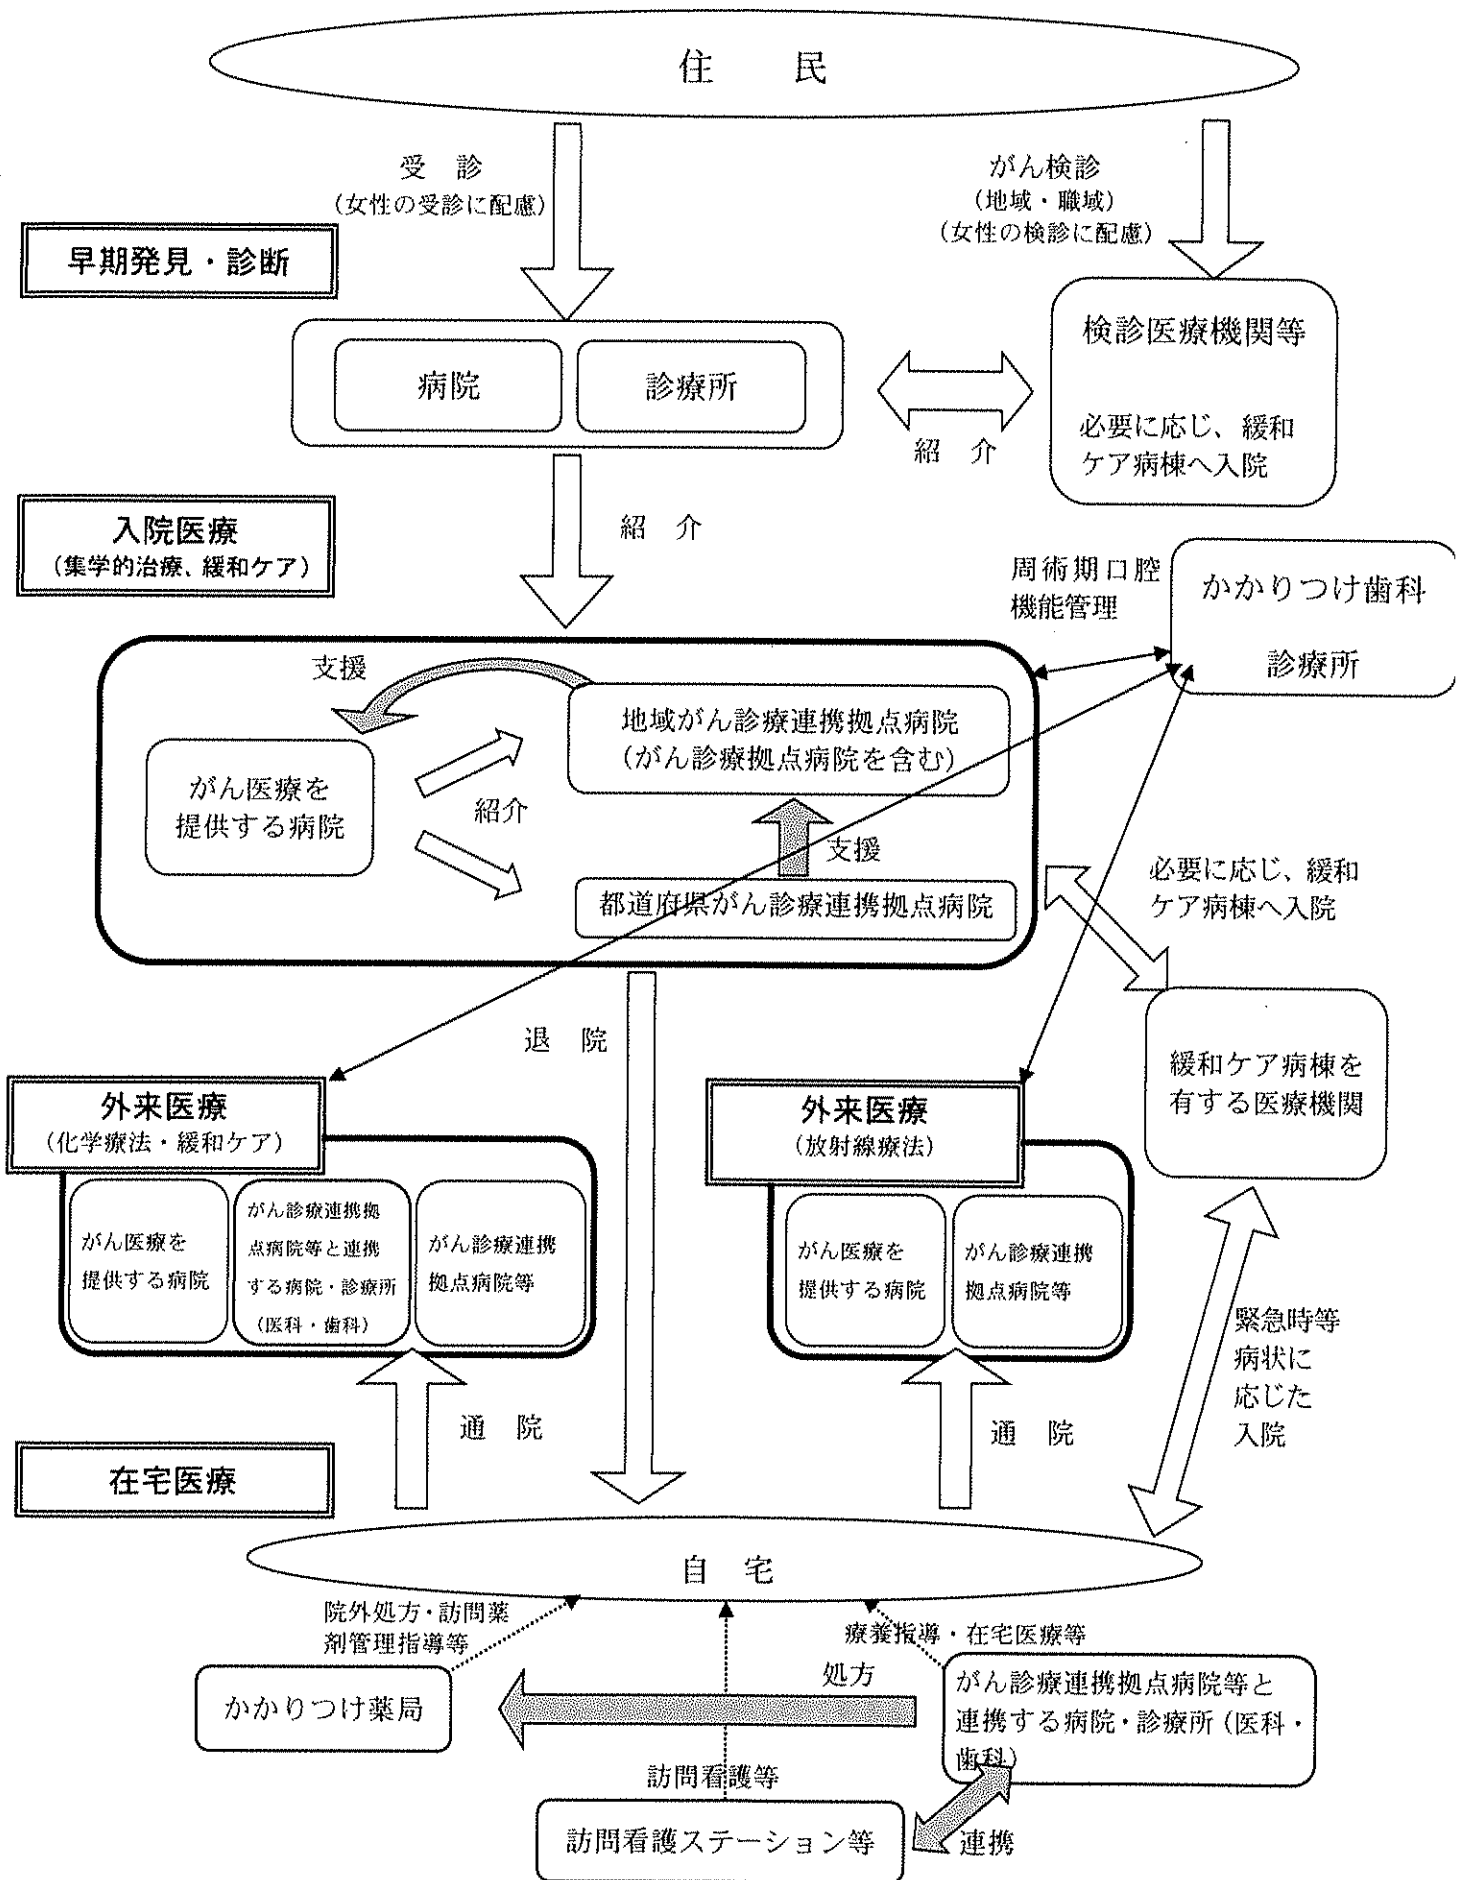 住　民
受　診
(女性の受診に配慮)
がん検診
(地域・職域)
(女性の検診に配慮)
早期発見・診断
病院
診療所
紹　介
検診医療機関等
必要に応じ、緩和
ケア病棟へ入院
入院医療
(集学的治療、緩和ケア)
紹　介
周術期口腔
機能管理
かかりつけ歯科
診療所
支援
地域がん診療連携拠点病院
(がん診療拠点病院を含む)
がん医療を
提供する病院
紹介
支援
都道府県がん診療連携拠点病院
必要に応じ、緩和
ケア病棟へ入院
退　院
緩和ケア病棟を
有する医療機関
外来医療
(化学療法・緩和ケア)
がん医療を
提供する病院
がん診療連携拠
点病院等と連携
する病院・診療所
(医科・歯科)
がん診療連携
拠点病院等
外来医療
(放射線療法)
がん医療を
提供する病院
がん診療連携
拠点病院等
緊急時等
病状に
応じた
入院
通　院
通　院
在宅医療
自　宅
院外処方・訪問薬
剤管理指導等
療養指導・在宅医療等
かかりつけ薬局
処方
がん診療連携拠点病院等と
連携する病院・診療所(医科・
歯科)
訪問看護等
訪問看護ステーション等
連携